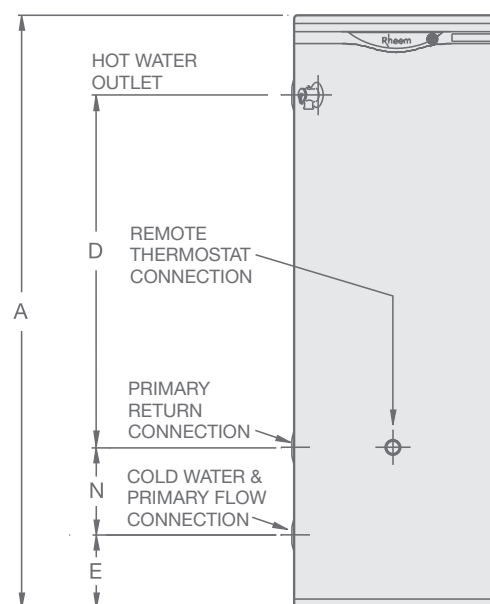 Rheem
HOT WATER
OUTLET
D
REMOTE
THERMOSTAT
CONNECTION
A
PRIMARY
RETURN
CONNECTION
N
COLD WATER &
PRIMARY FLOW
CONNECTION
E